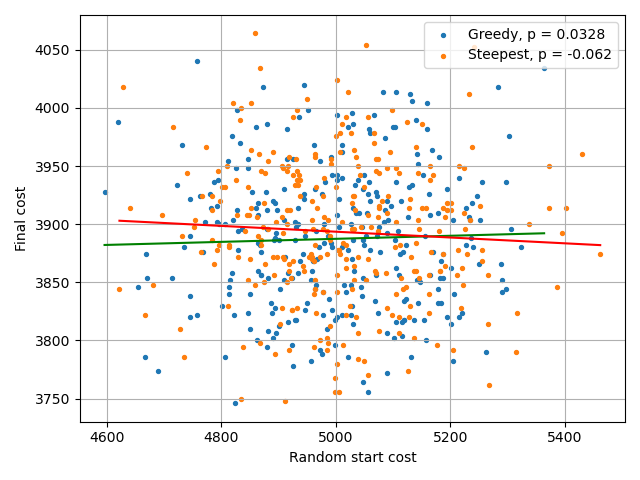 Greedy, p = 0.0328
Steepest, p = -0.062
4050
4000
3950
3900
3850
3800
3750
Final cost
4600 4800 5000 5200 5400
Random start cost